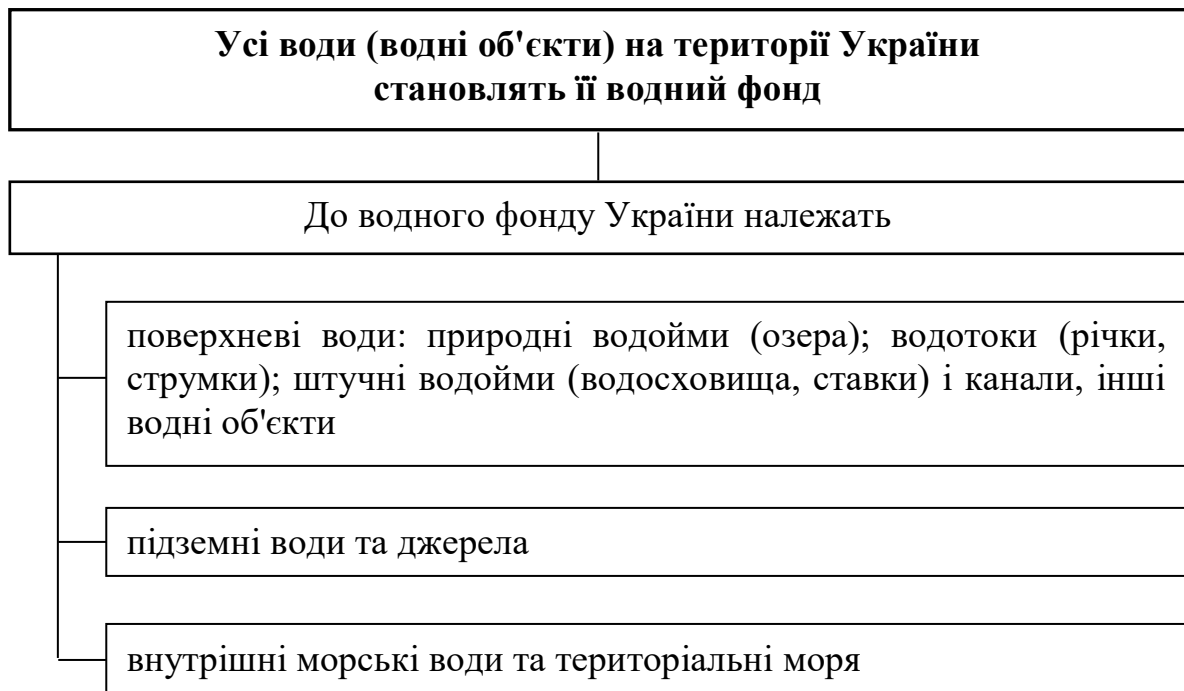 Усі води (водні об'єкти) на території України
становлять її водний фонд
До водного фонду України належать
поверхневі води: природні водойми (озера); водотоки (річки,
струмки); штучні водойми (водосховища, ставки) і канали, інші
водні об'єкти
підземні води та джерела
внутрішні морські води та територіальні моря